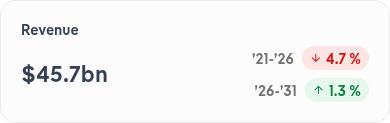 Revenue
$45.7bn
’21-’26 ↓ 4.7 %
’26-’31 ↑ 1.3 %